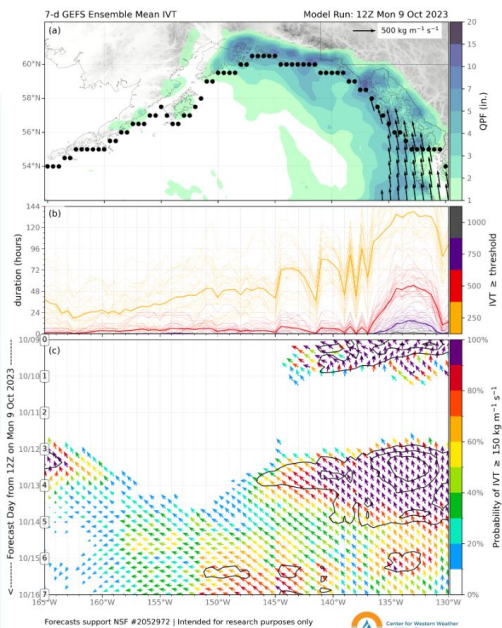 7-d GEFS Ensemble Mean IVT Model Run: 12Z Mon 9 Oct 2023
(a)
500 kg m⁻¹ s⁻¹
60°N
58°N
56°N
54°N
20
15
10
7
5
4
3
2
1
QPF (in.)
(b)
144
120
96
72
48
24
0
duration (hours)
1000
750
500
250
IVT ≥ threshold
(c)
10/09
10/10
10/11
10/12
10/13
10/14
10/15
10/16
0
1
2
3
4
5
6
7
<-------- Forecast Day from 12Z on Mon 9 Oct 2023 --------
100%
80%
60%
40%
20%
0%
Probability of IVT ≥ 150 kg m⁻¹ s⁻¹
165°W 160°W 155°W 150°W 145°W 140°W 135°W 130°W
Forecasts support NSF #2052972 | Intended for research purposes only
Center for Western Weather